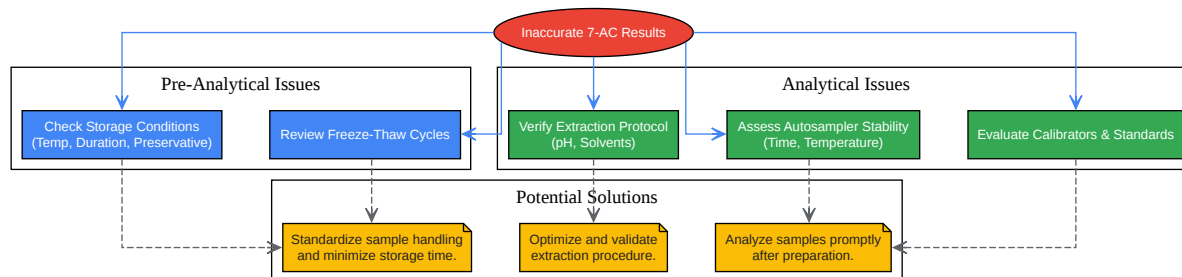 Inaccurate 7-AC Results
Pre-Analytical Issues
Analytical Issues
Check Storage Conditions
(Temp, Duration, Preservative)
Review Freeze-Thaw Cycles
Verify Extraction Protocol
(pH, Solvents)
Assess Autosampler Stability
(Time, Temperature)
Evaluate Calibrators & Standards
Potential Solutions
Standardize sample handling
and minimize storage time.
Optimize and validate
extraction procedure.
Analyze samples promptly
after preparation.